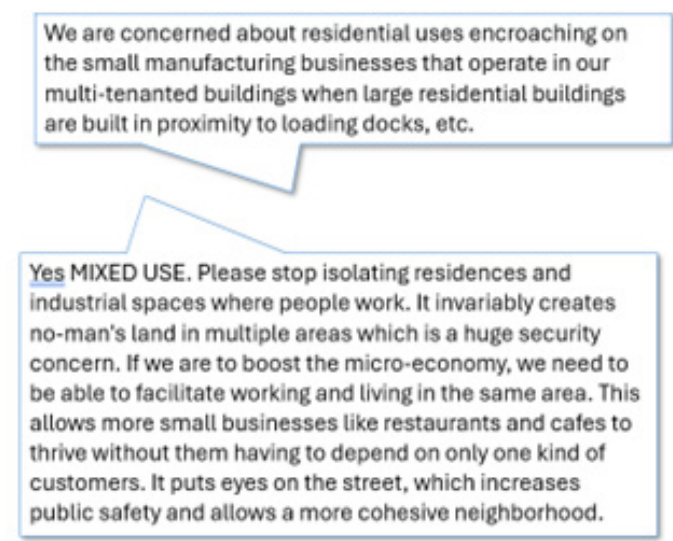 We are concerned about residential uses encroaching on
the small manufacturing businesses that operate in our
multi-tenanted buildings when large residential buildings
are built in proximity to loading docks, etc.
Yes MIXED USE. Please stop isolating residences and
industrial spaces where people work. It invariably creates
no-man's land in multiple areas which is a huge security
concern. If we are to boost the micro-economy, we need to
be able to facilitate working and living in the same area. This
allows more small businesses like restaurants and cafes to
thrive without them having to depend on only one kind of
customers. It puts eyes on the street, which increases
public safety and allows a more cohesive neighborhood.